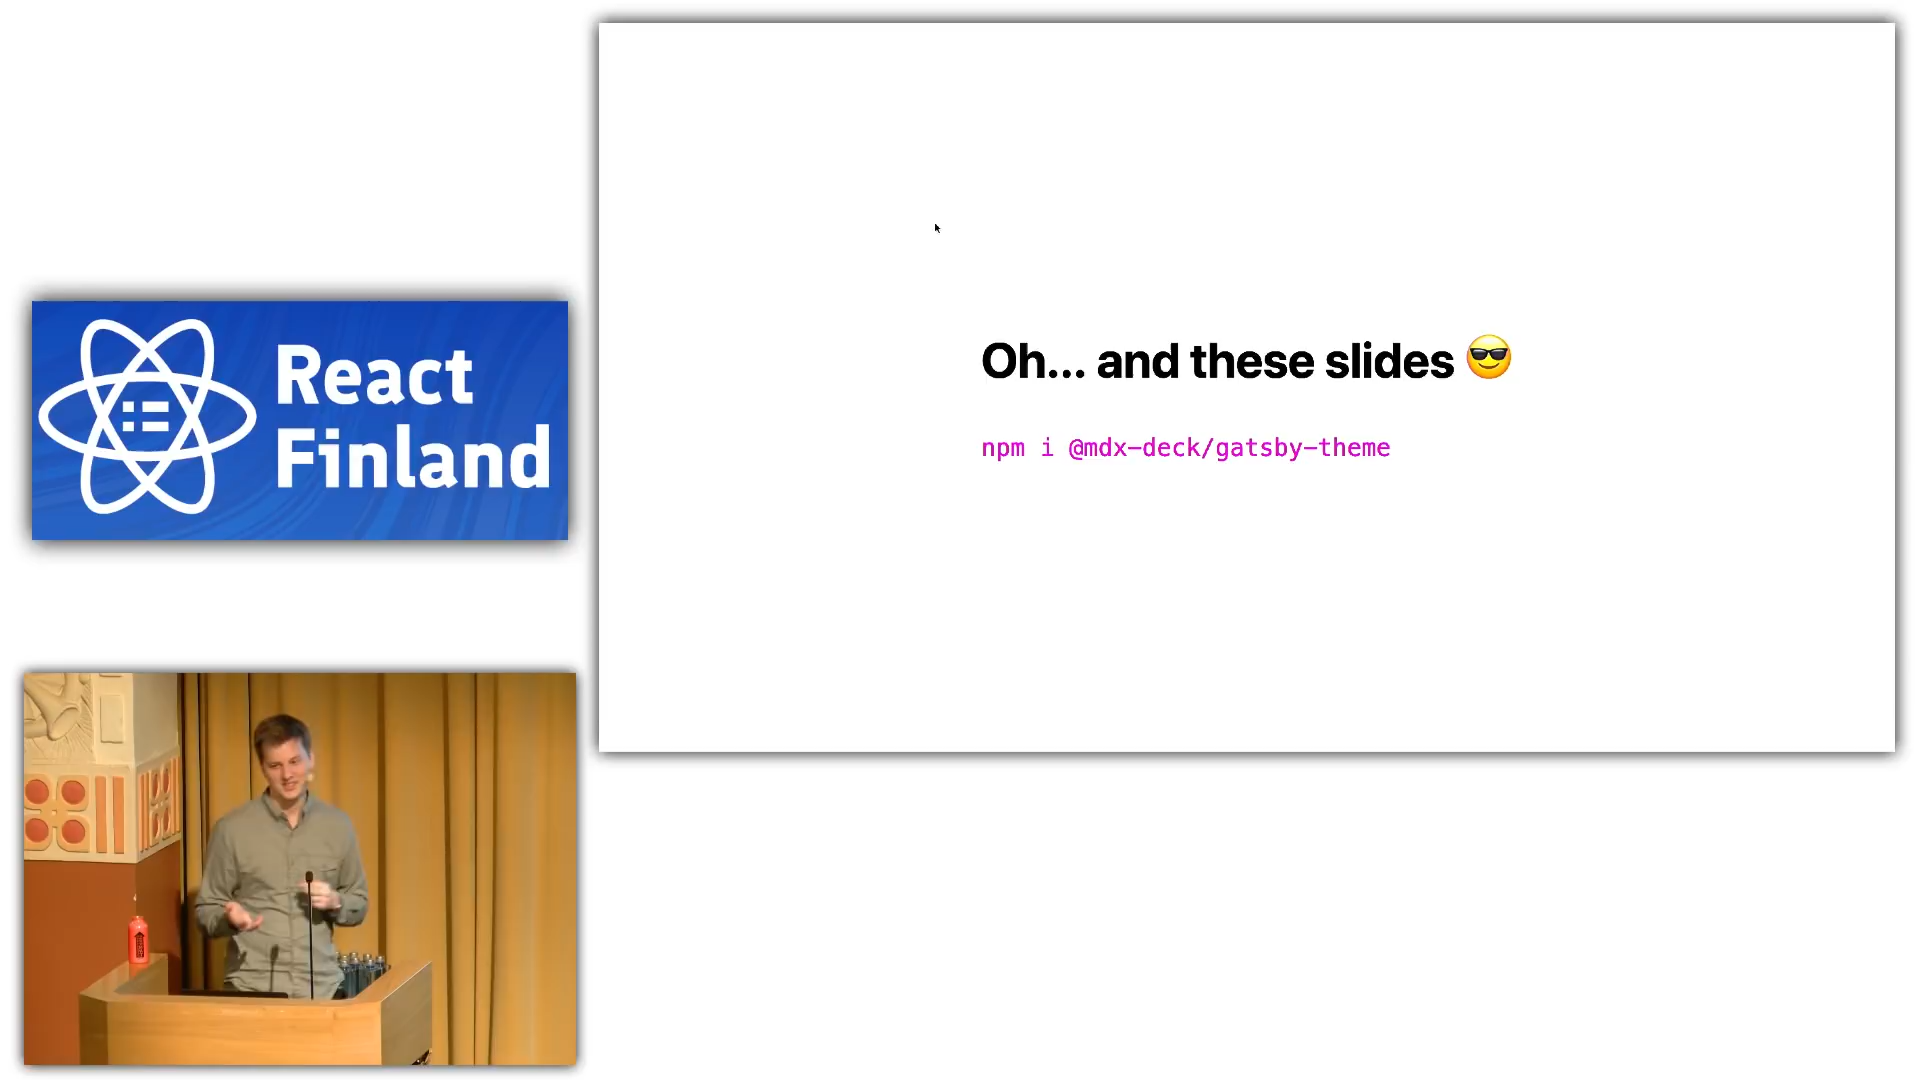 React
Finland
Oh... and these slides 😎
npm i @mdx-deck/gatsby-theme